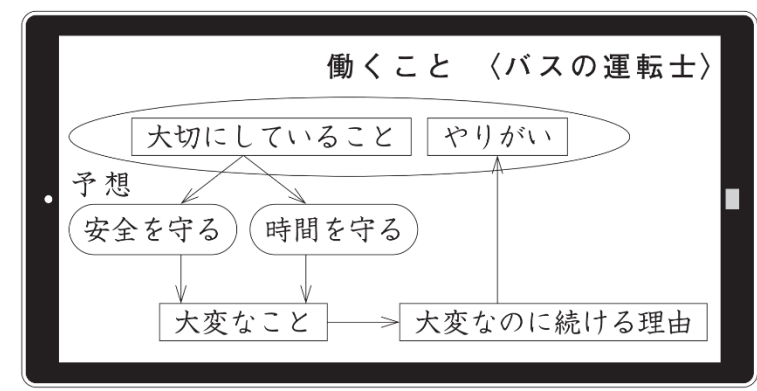 働くこと 〈バスの運転士〉
大切にしていること
やりがい
予想
安全を守る
時間を守る
大変なこと
大変なのに続ける理由